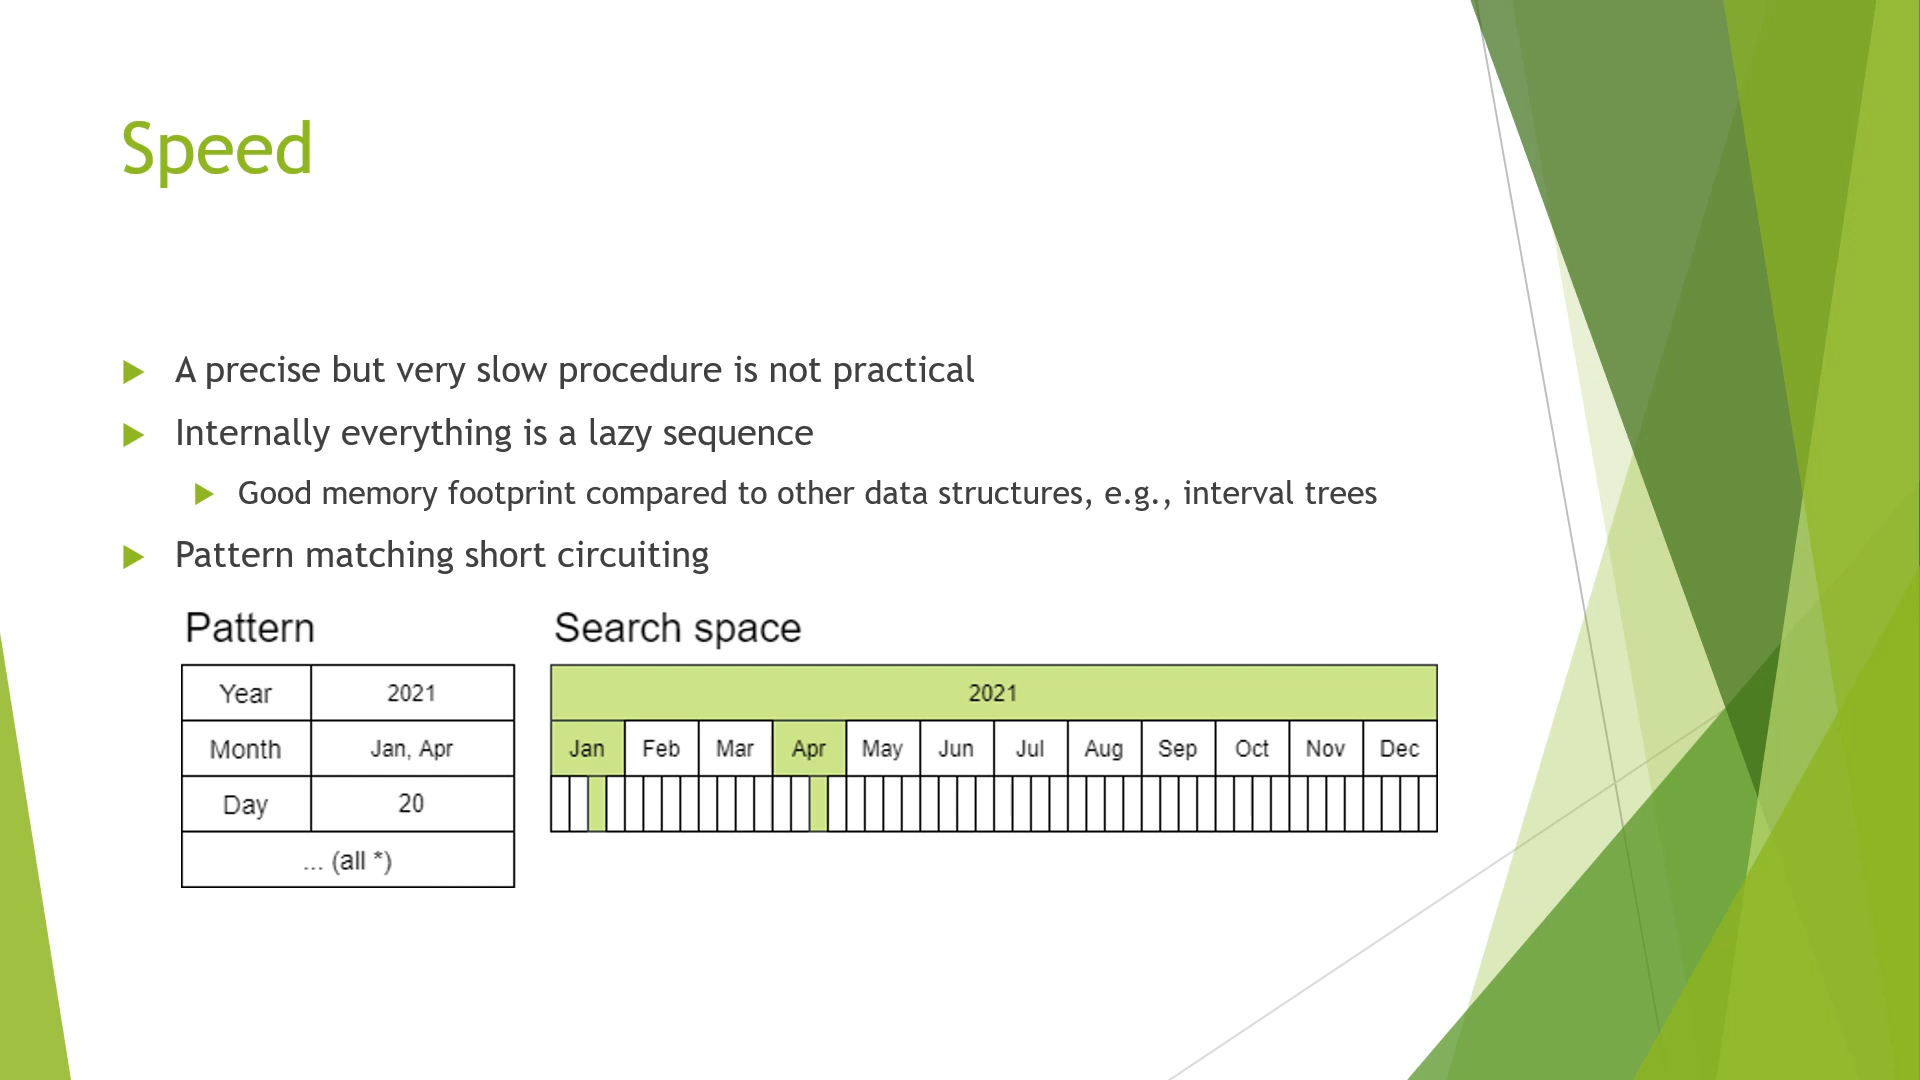 Speed
A precise but very slow procedure is not practical
Internally everything is a lazy sequence
Good memory footprint compared to other data structures, e.g., interval trees
Pattern matching short circuiting
Pattern
Year 2021
Month Jan, Apr
Day 20
... (all *)
Search space
2021
Jan Feb Mar Apr May Jun Jul Aug Sep Oct Nov Dec